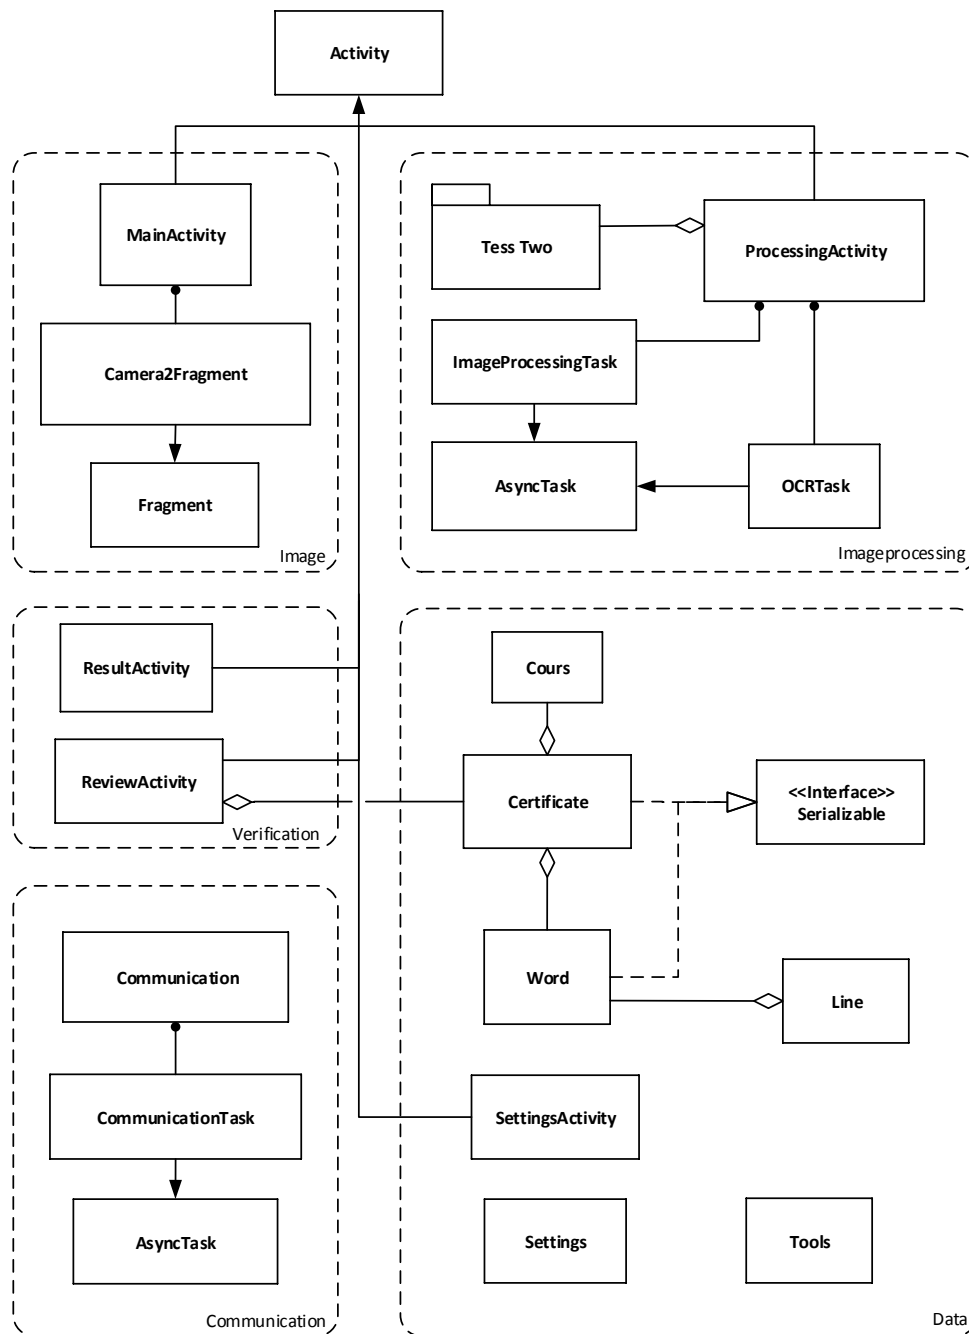 Activity
MainActivity
Camera2Fragment
Fragment
Image
Tess Two
ProcessingActivity
ImageProcessingTask
AsyncTask
OCRTask
Imageprocessing
ResultActivity
ReviewActivity
Verification
Cours
Certificate
<<Interface>>
Serializable
Word
Line
SettingsActivity
Settings
Tools
Data
Communication
CommunicationTask
AsyncTask
Communication